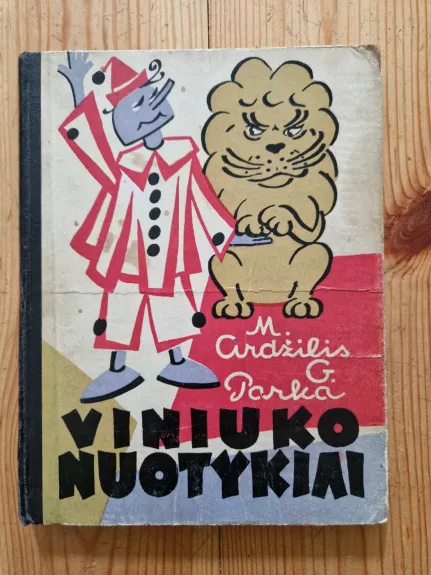 M.
Ardžilis
G.
Parka
VINIUKO
NUOTYKIAI